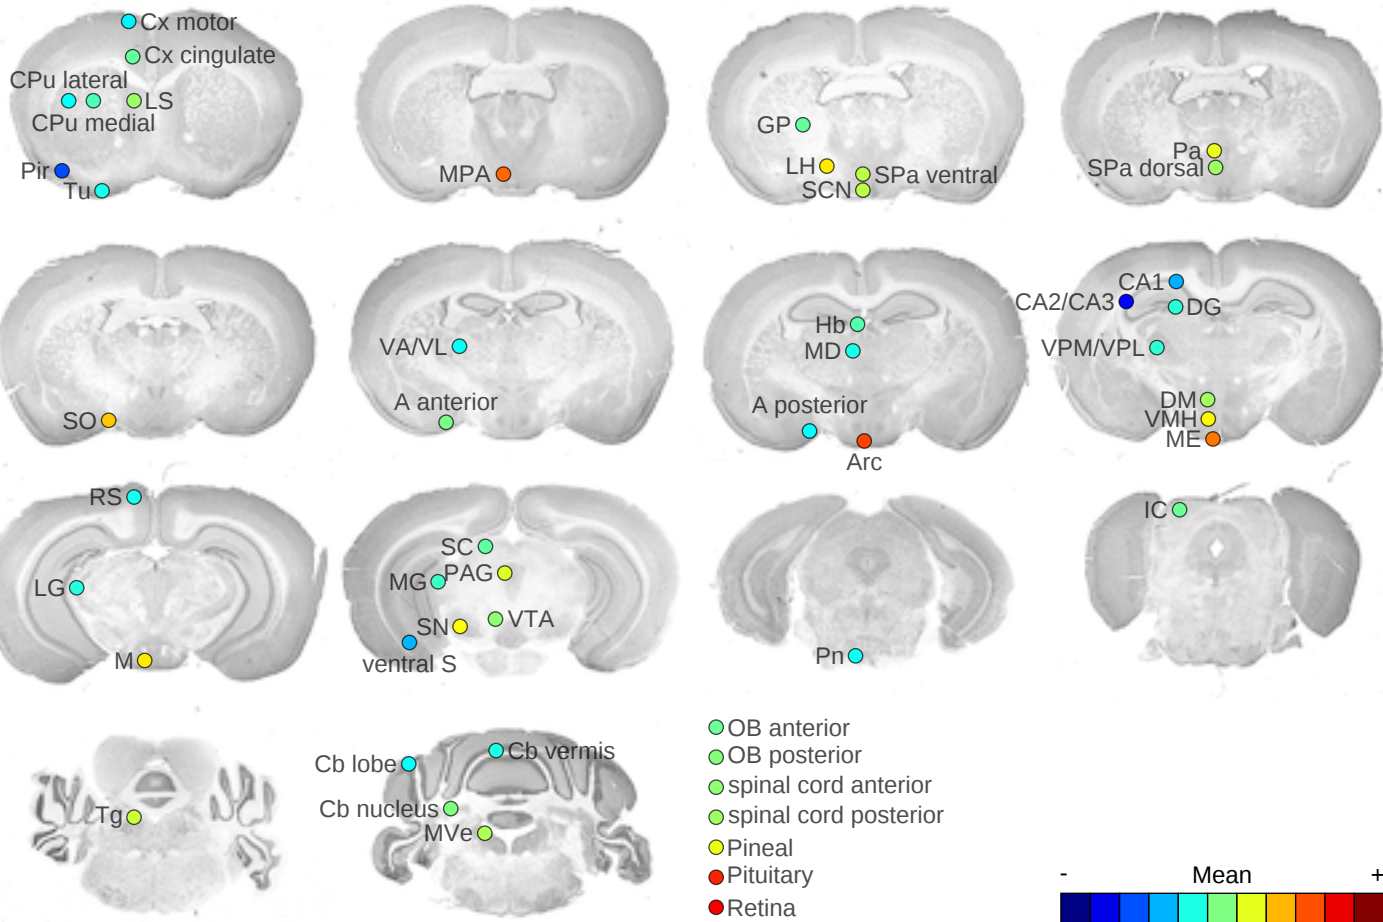 Cx motor
Cx cingulate
CPu lateral
LS
CPu medial
Pir
Tu
MPA
GP
LH
SPa ventral
SCN
Pa
SPa dorsal
SO
VA/VL
A anterior
Hb
MD
A posterior
Arc
CA1
CA2/CA3
DG
VPM/VPL
DM
VMH
ME
RS
LG
M
SC
MG
PAG
SN
VTA
ventral S
Pn
IC
Tg
Cb lobe
Cb vermis
Cb nucleus
MVe
OB anterior
OB posterior
spinal cord anterior
spinal cord posterior
Pineal
Pituitary
Retina
- Mean +